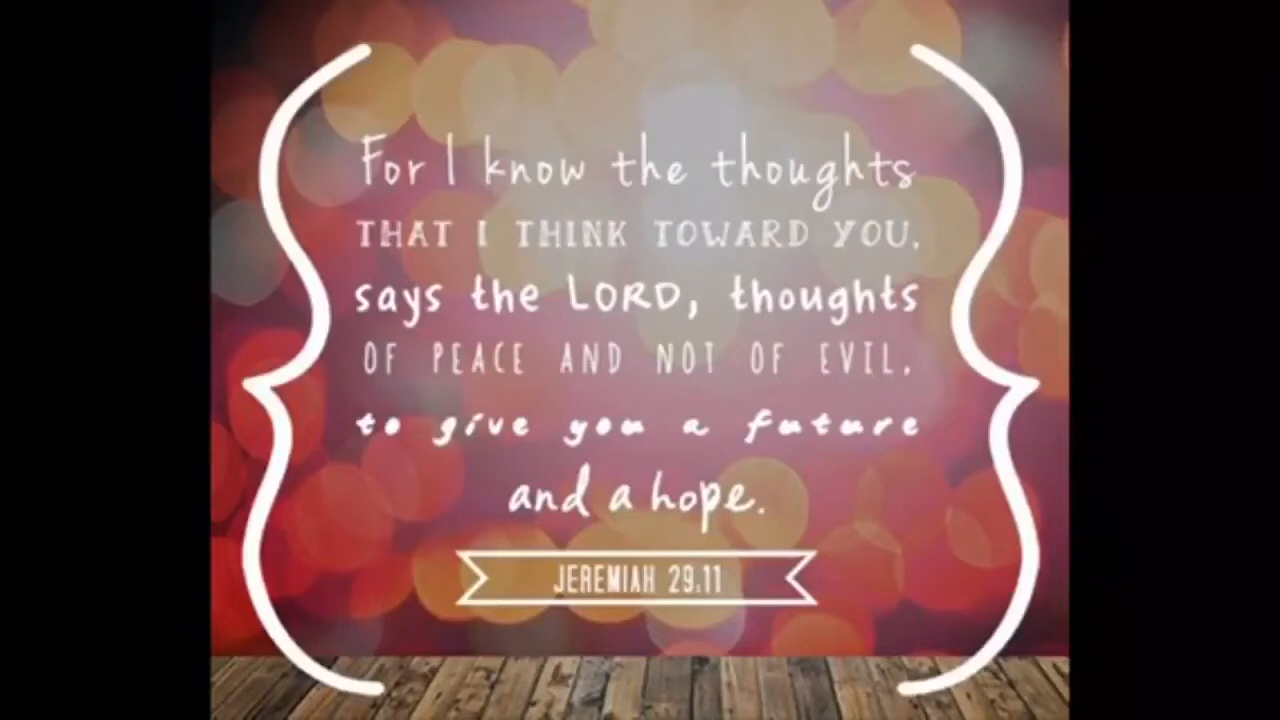 For I know the thoughts
THAT I THINK TOWARD YOU,
says the LORD, thoughts
OF PEACE AND NOT OF EVIL,
to give you a future
and a hope.
JEREMIAH 29:11